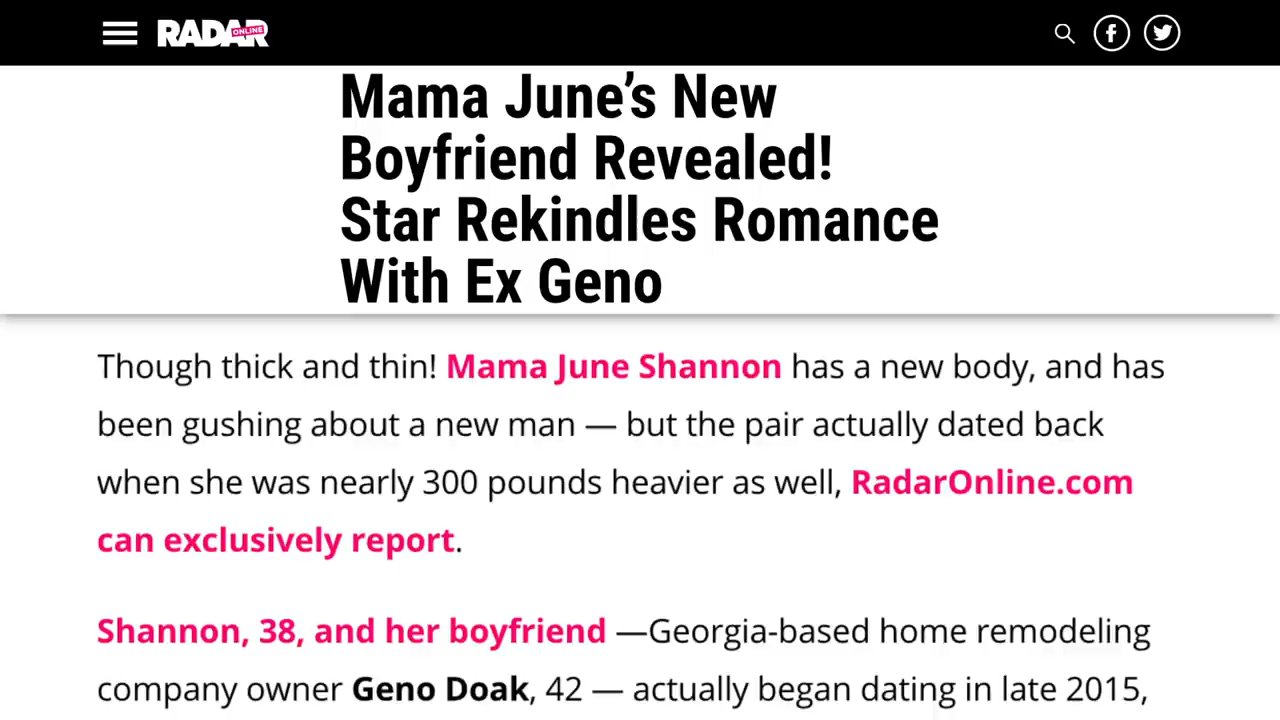 RADAR ONLINE
Mama June’s New
Boyfriend Revealed!
Star Rekindles Romance
With Ex Geno
Though thick and thin! Mama June Shannon has a new body, and has
been gushing about a new man — but the pair actually dated back
when she was nearly 300 pounds heavier as well, RadarOnline.com
can exclusively report.
Shannon, 38, and her boyfriend —Georgia-based home remodeling
company owner Geno Doak, 42 — actually began dating in late 2015,